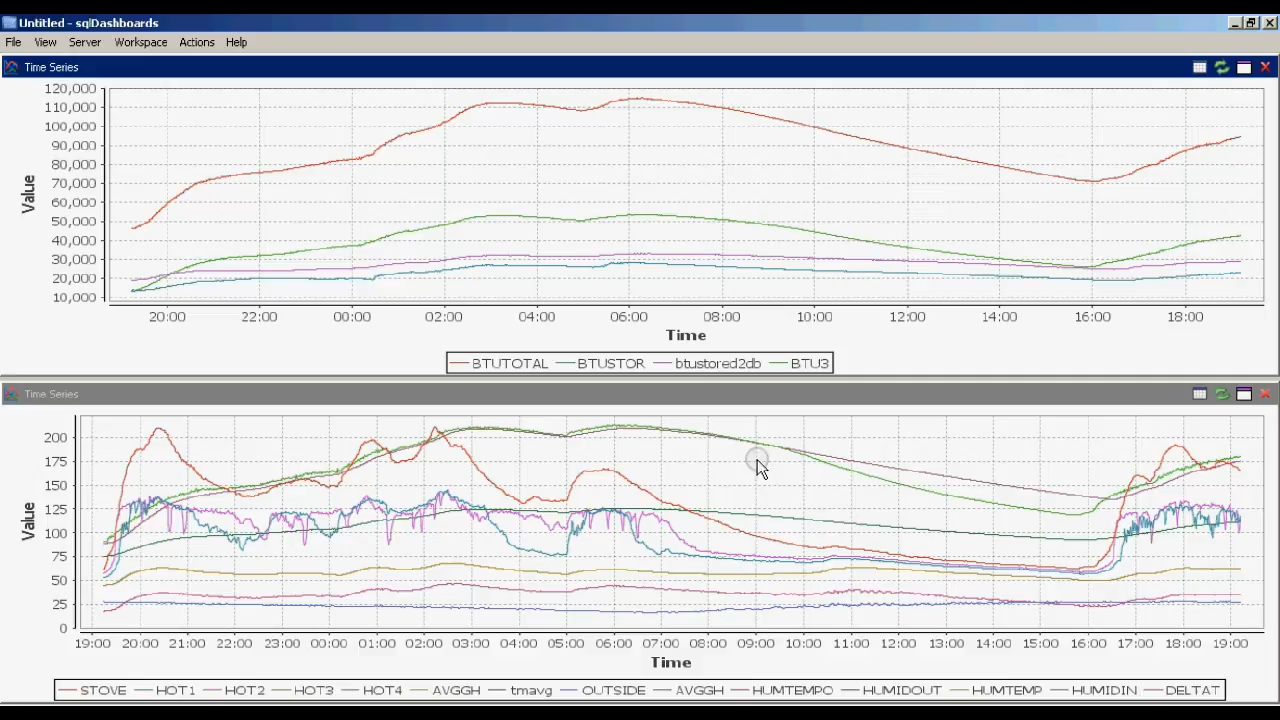 Untitled - sqlDashboards
File View Server Workspace Actions Help
Time Series
120,000
110,000
100,000
90,000
80,000
70,000
60,000
50,000
40,000
30,000
20,000
10,000
Value
20:00 22:00 00:00 02:00 04:00 06:00 08:00 10:00 12:00 14:00 16:00 18:00
Time
BTUTOTAL BTUSTOR btustored2db BTU3
Time Series
200
175
150
125
100
75
50
25
0
Value
19:00 20:00 21:00 22:00 23:00 00:00 01:00 02:00 03:00 04:00 05:00 06:00 07:00 08:00 09:00 10:00 11:00 12:00 13:00 14:00 15:00 16:00 17:00 18:00 19:00
Time
STOVE HOT1 HOT2 HOT3 HOT4 AVGGH tmavg OUTSIDE AVGGH HUMTEMPO HUMIDOUT HUMTEMP HUMIDIN DELTAT